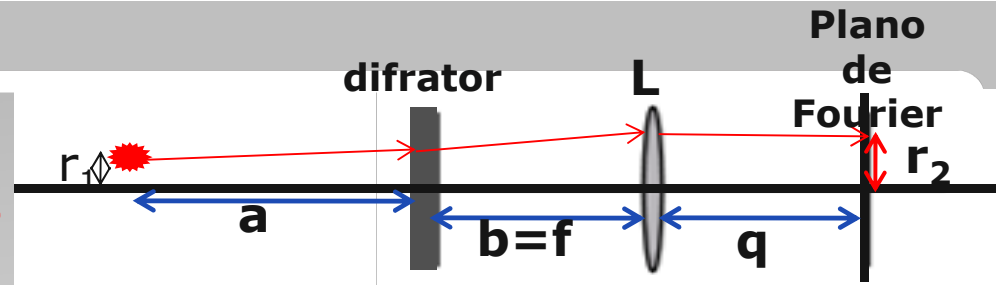 Plano
de
Fourier
difrator
L
r₁
r₂
a
b=f
q